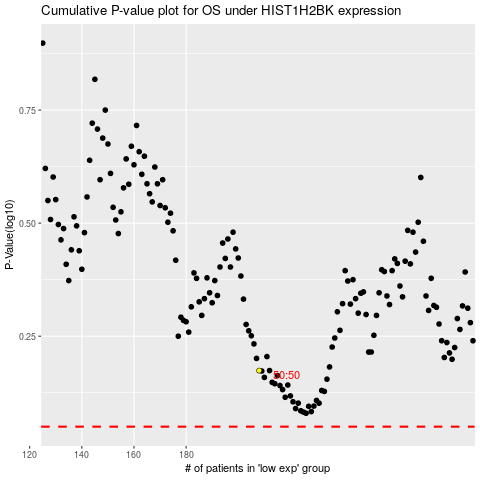 Cumulative P-value plot for OS under HIST1H2BK expression
P-Value(log10)
0.75
0.50
0.25
50:50
120 140 160 180
# of patients in 'low exp' group